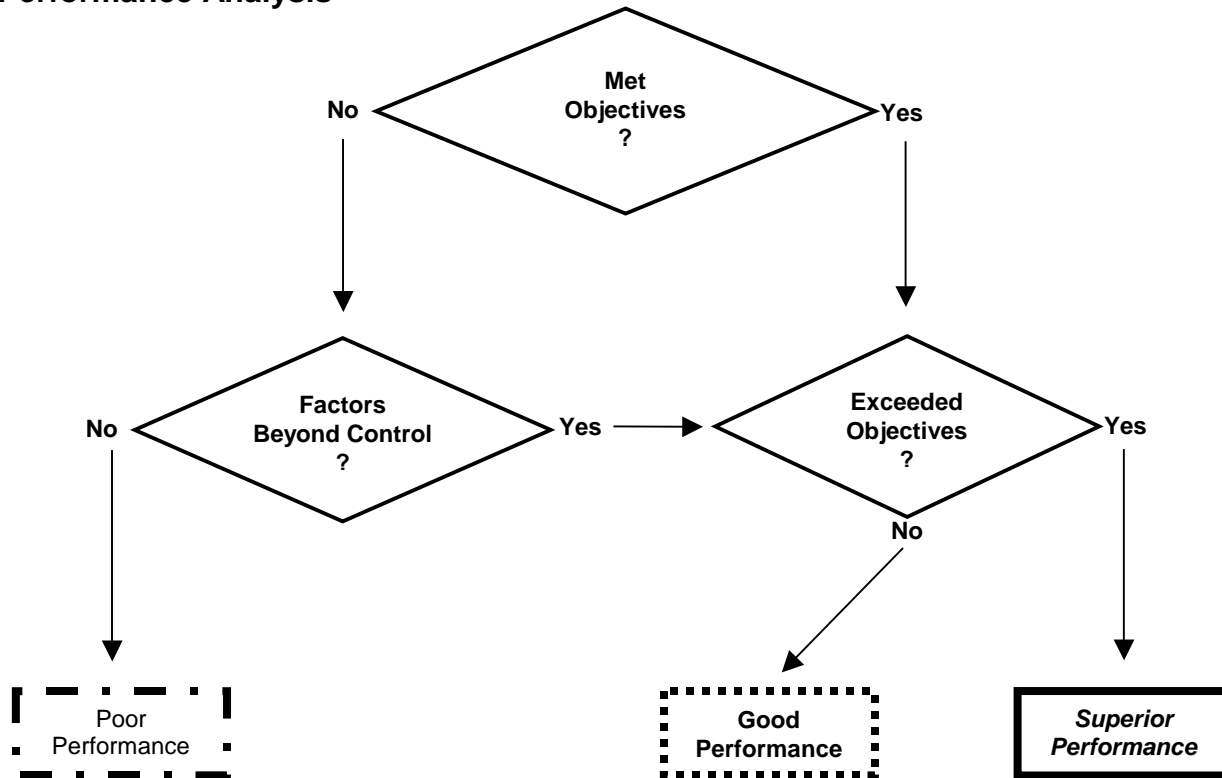 Performance Analysis
Met
Objectives
?
No
Yes
Factors
Beyond Control
?
No
Yes
Exceeded
Objectives
?
Yes
No
Poor
Performance
Good
Performance
Superior
Performance